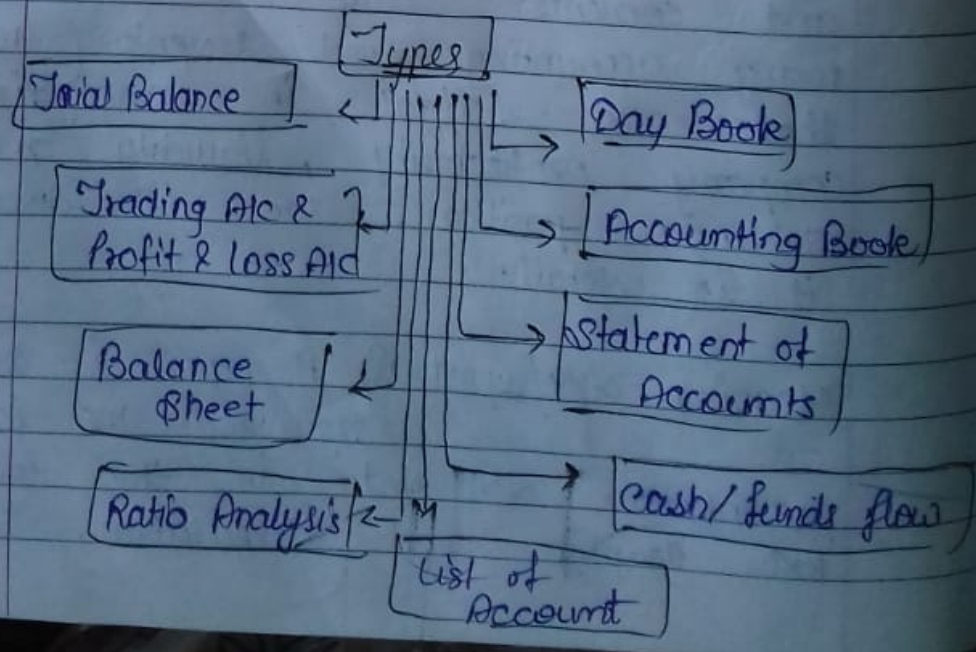 Types
Trial Balance
Day Book
Trading A/c &
Profit & Loss A/c
Accounting Book
Balance
Sheet
Statement of
Accounts
Ratio Analysis
Cash/funds flow
List of
Account